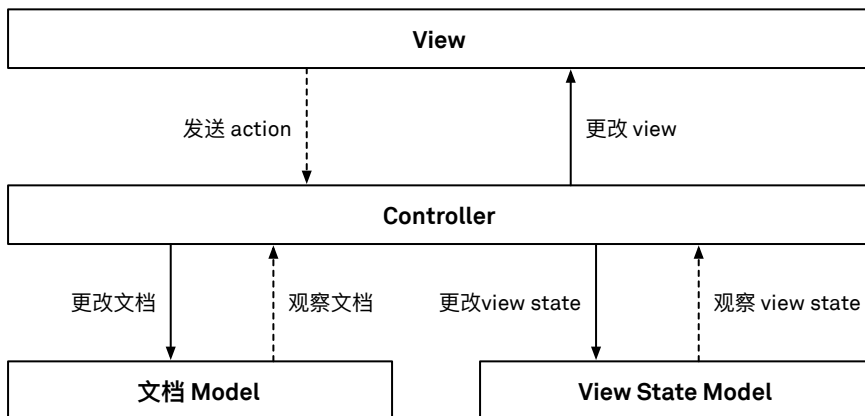 View
发送 action
更改 view
Controller
更改文档
观察文档
更改view state
观察 view state
文档 Model
View State Model